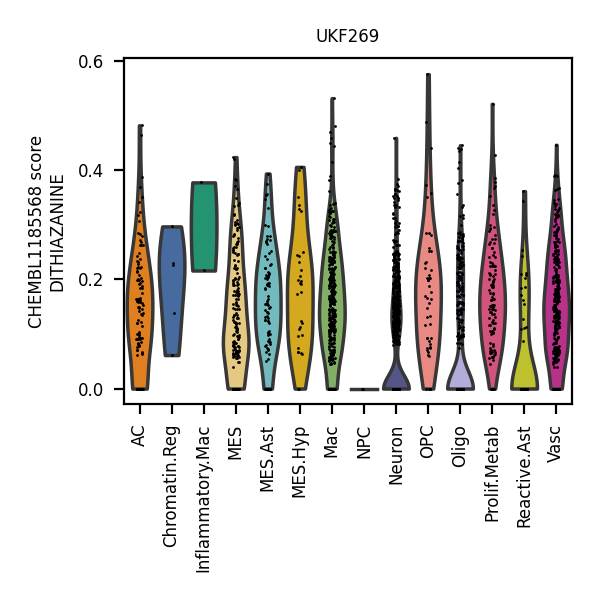 UKF269
CHEMBL1185568 score
DITHIAZANINE
0.6
0.4
0.2
0.0
AC
Chromatin.Reg
Inflammatory.Mac
MES
MES.Ast
MES.Hyp
Mac
NPC
Neuron
OPC
Oligo
Prolif.Metab
Reactive.Ast
Vasc